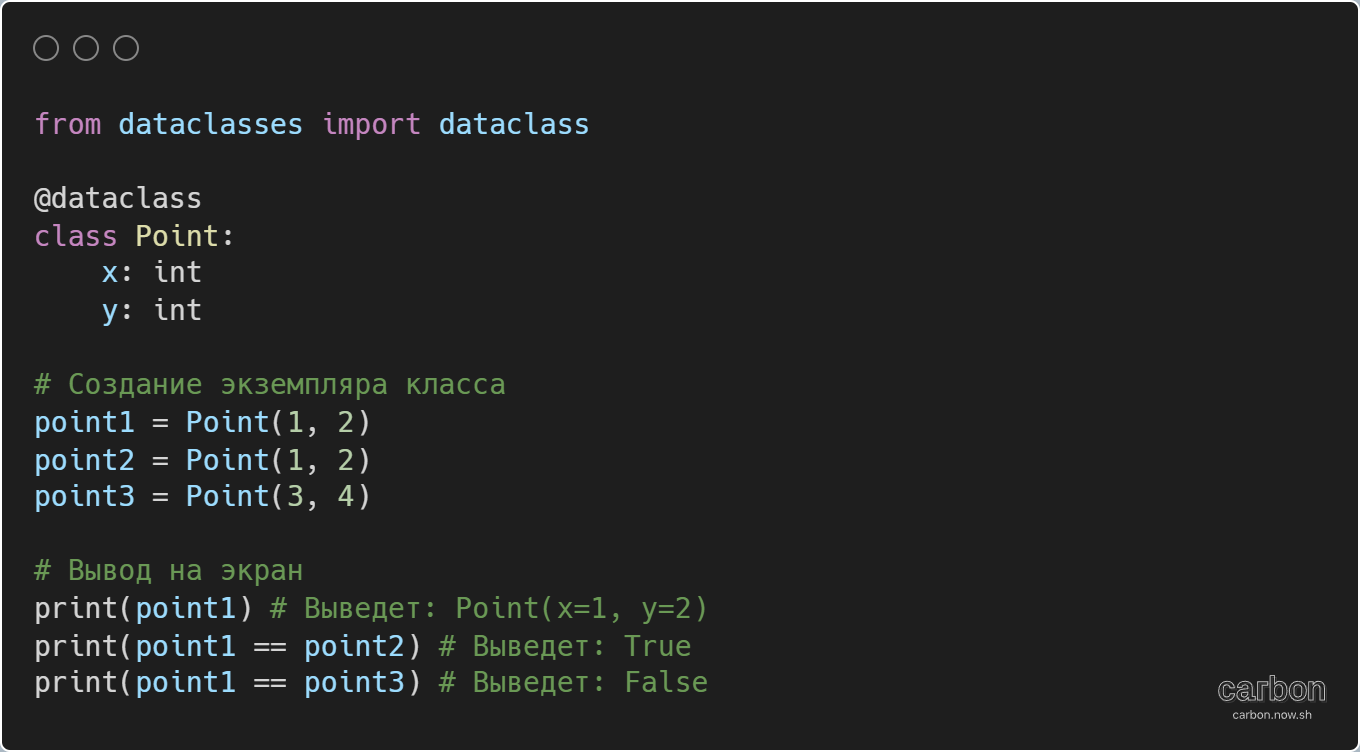 from dataclasses import dataclass
@dataclass
class Point:
    x: int
    y: int
# Создание экземпляра класса
point1 = Point(1, 2)
point2 = Point(1, 2)
point3 = Point(3, 4)
# Вывод на экран
print(point1) # Выведет: Point(x=1, y=2)
print(point1 == point2) # Выведет: True
print(point1 == point3) # Выведет: False
carbon
carbon.now.sh